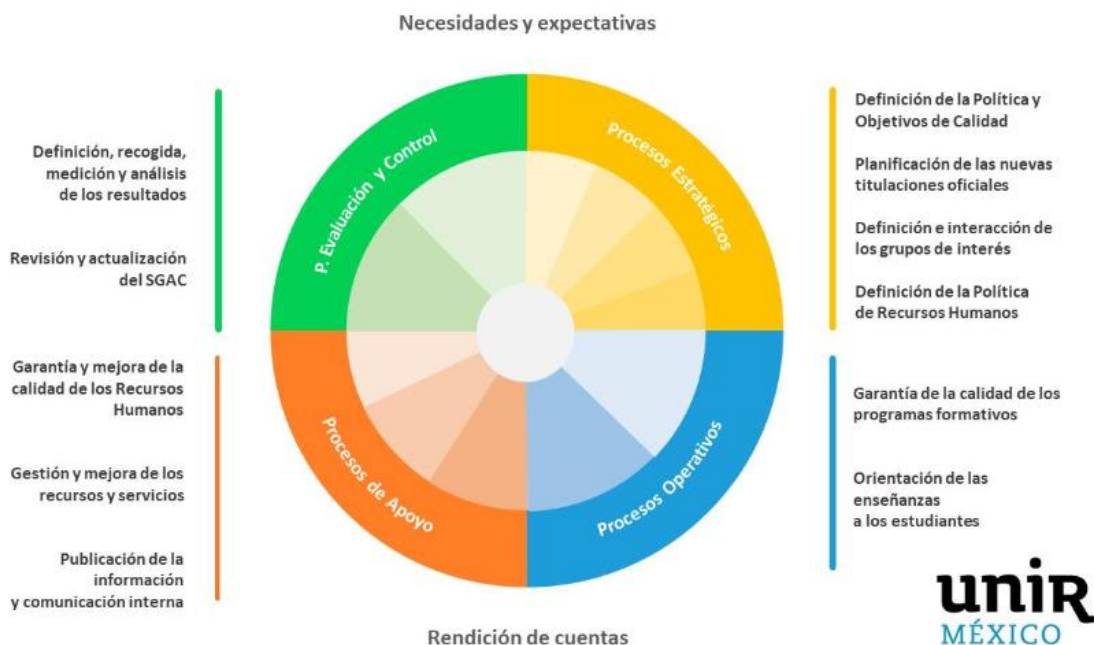 Necesidades y expectativas
Definición, recogida,
medición y análisis
de los resultados
Revisión y actualización
del SGAC
P. Evaluación y Control
Procesos Estratégicos
Definición de la Política y
Objetivos de Calidad
Planificación de las nuevas
titulaciones oficiales
Definición e interacción de
los grupos de interés
Definición de la Política
de Recursos Humanos
Garantía y mejora de la
calidad de los Recursos
Humanos
Gestión y mejora de los
recursos y servicios
Publicación de la
información
y comunicación interna
Procesos de Apoyo
Procesos Operativos
Garantía de la calidad de los
programas formativos
Orientación de las
enseñanzas
a los estudiantes
Rendición de cuentas
unir
MÉXICO